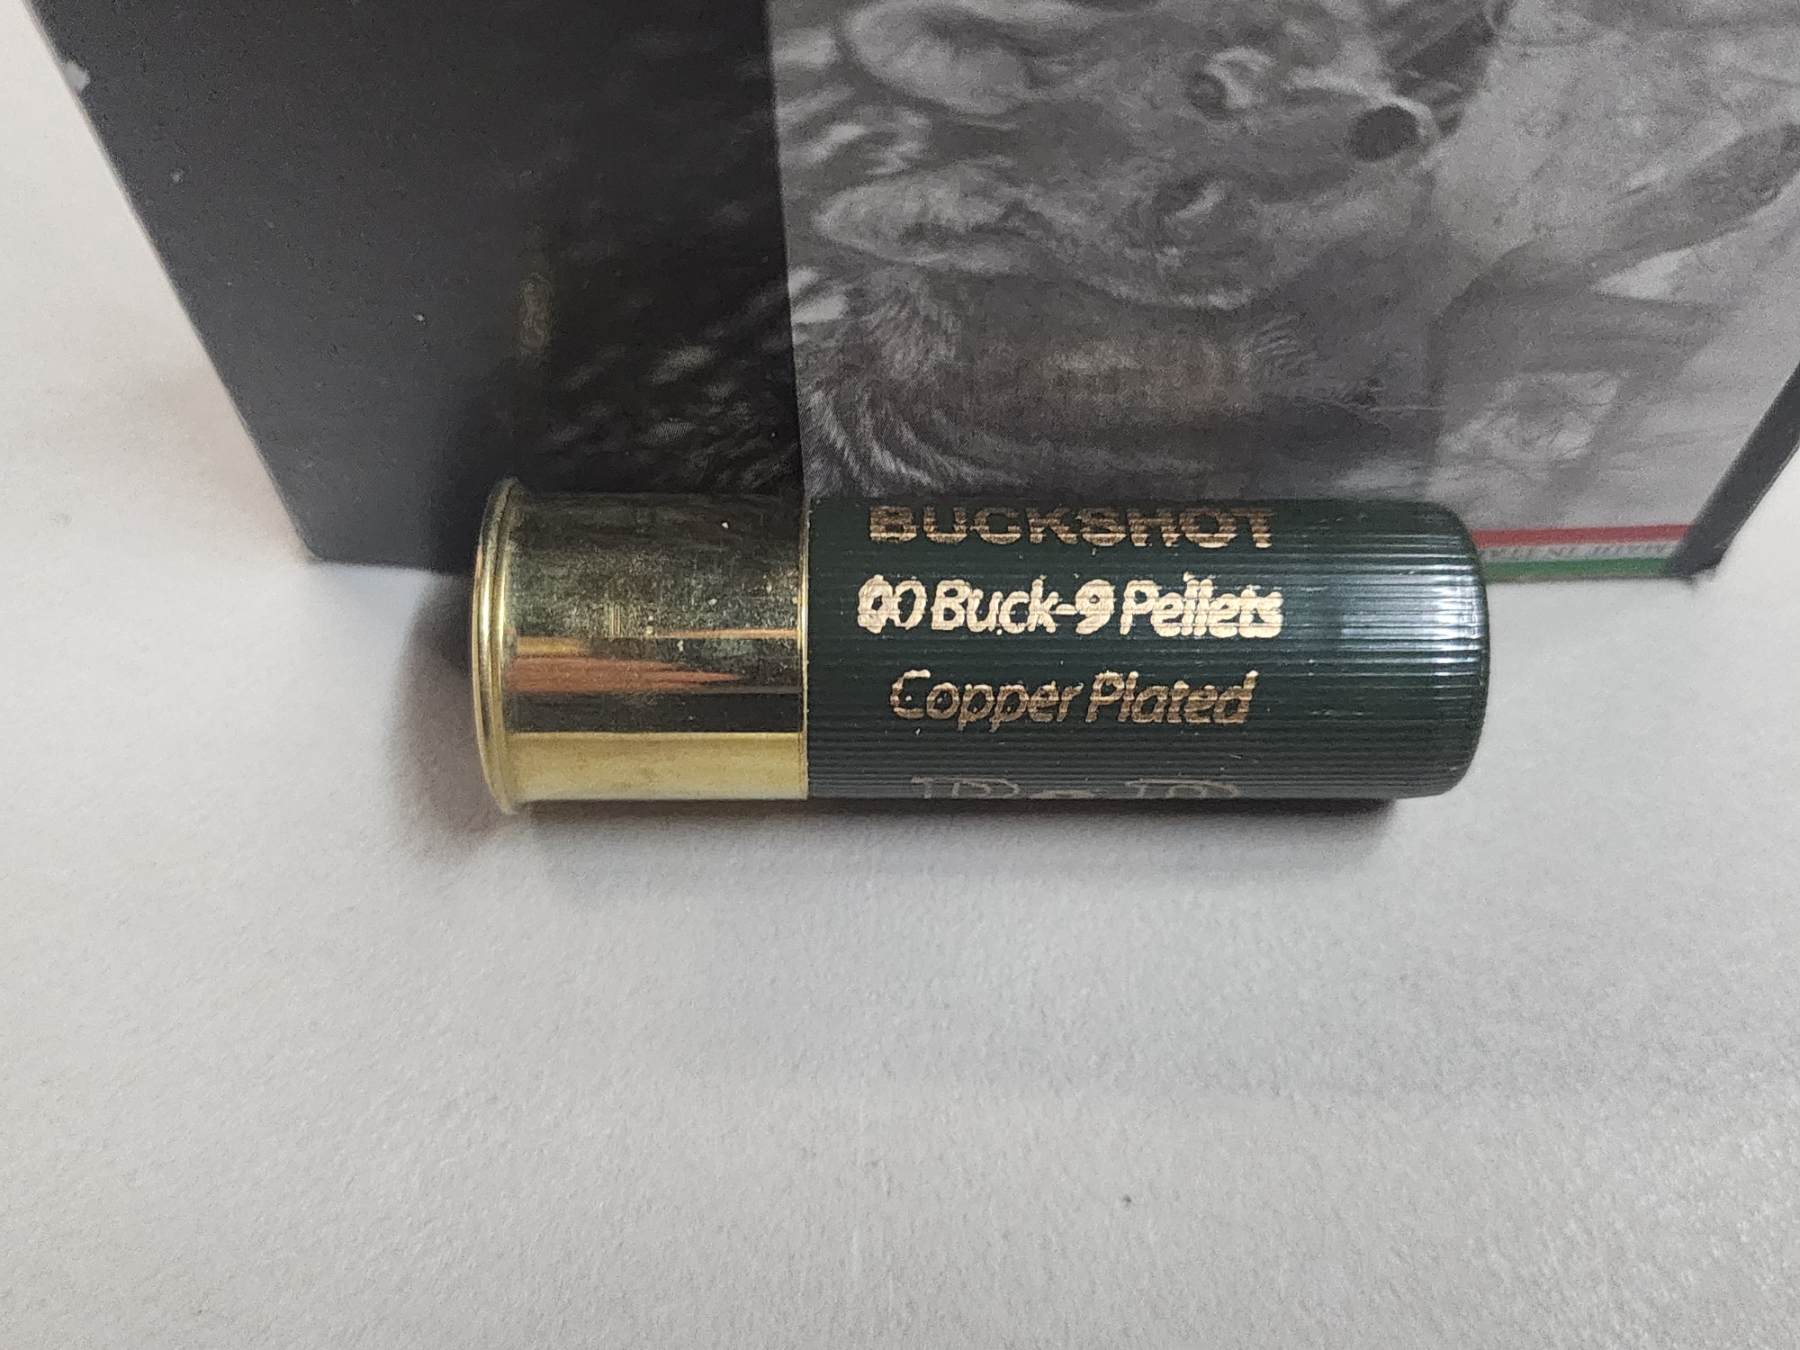 BUCKSHOT
00 Buck-9 Pellets
Copper Plated